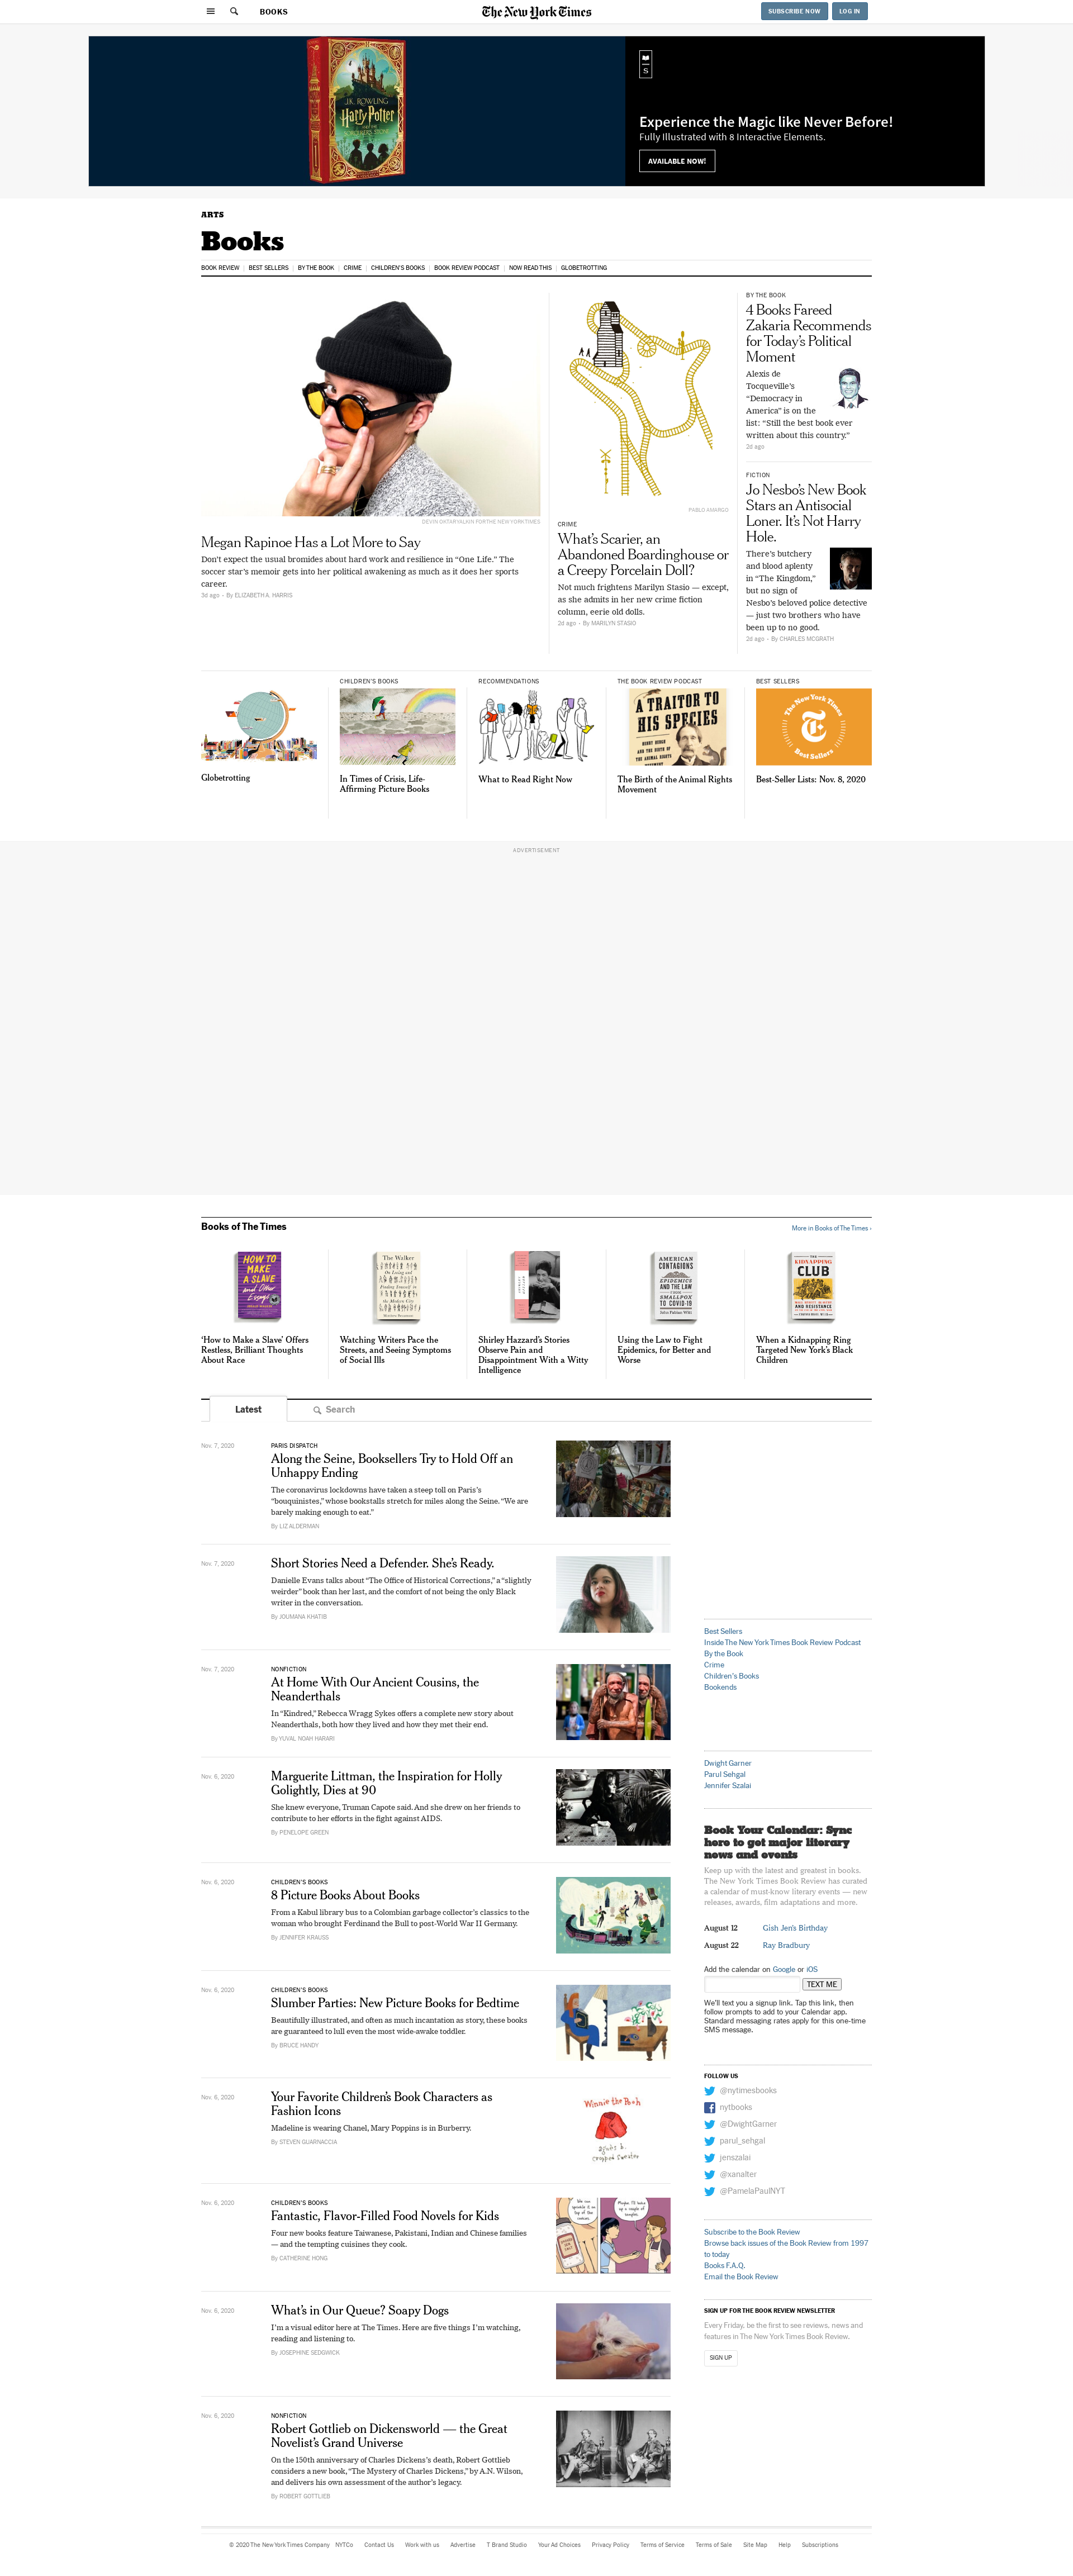 BOOKS
The New York Times
SUBSCRIBE NOW
LOG IN
J.K. ROWLING
Harry Potter
S
Experience the Magic like Never Before!
Fully Illustrated with 8 Interactive Elements.
AVAILABLE NOW!
ARTS
Books
BOOK REVIEW
BEST SELLERS
BY THE BOOK
CRIME
CHILDREN'S BOOKS
BOOK REVIEW PODCAST
NOW READ THIS
GLOBETROTTING
DEVIN OKTAR YALKIN FOR THE NEW YORK TIMES
Megan Rapinoe Has a Lot More to Say
Don't expect the usual bromides about hard work and resilience in “One Life.” The
soccer star's memoir gets into her political awakening as much as it does her sports
career.
3d ago - By ELIZABETH A. HARRIS
PABLO AMARGO
CRIME
What's Scarier, an
Abandoned Boardinghouse or
a Creepy Porcelain Doll?
Not much frightens Marilyn Stasio — except,
as she admits in her new crime fiction
column, eerie old dolls.
2d ago - By MARILYN STASIO
BY THE BOOK
4 Books Fareed
Zakaria Recommends
for Today's Political
Moment
Alexis de
Tocqueville's
“Democracy in
America” is on the
list: “Still the best book ever
written about this country.”
2d ago
FICTION
Jo Nesbo's New Book
Stars an Antisocial
Loner. It's Not Harry
Hole.
There's butchery
and blood aplenty
in “The Kingdom,”
but no sign of
Nesbo's beloved police detective
— just two brothers who have
been up to no good.
2d ago - By CHARLES MCGRATH
Globetrotting
CHILDREN'S BOOKS
In Times of Crisis, Life-
Affirming Picture Books
RECOMMENDATIONS
What to Read Right Now
THE BOOK REVIEW PODCAST
A TRAITOR TO
HIS SPECIES
The Birth of the Animal Rights
Movement
BEST SELLERS
The New York Times
Best Sellers
Best-Seller Lists: Nov. 8, 2020
ADVERTISEMENT
Books of The Times
More in Books of The Times ›
HOW TO
MAKE
A SLAVE
and Other
Essays
‘How to Make a Slave’ Offers
Restless, Brilliant Thoughts
About Race
The Walker
On Losing and
Finding Yourself in
the Modern City
Watching Writers Pace the
Streets, and Seeing Symptoms
of Social Ills
Shirley Hazzard's Stories
Observe Pain and
Disappointment With a Witty
Intelligence
AMERICAN
CONTAGIONS
EPIDEMICS
AND THE LAW
FROM
SMALLPOX
TO COVID-19
John Fabian Witt
Using the Law to Fight
Epidemics, for Better and
Worse
THE
KIDNAPPING
CLUB
AND RESISTANCE
When a Kidnapping Ring
Targeted New York's Black
Children
Latest
Search
Nov. 7, 2020
PARIS DISPATCH
Along the Seine, Booksellers Try to Hold Off an
Unhappy Ending
The coronavirus lockdowns have taken a steep toll on Paris's
“bouquinistes,” whose bookstalls stretch for miles along the Seine. “We are
barely making enough to eat.”
By LIZ ALDERMAN
Nov. 7, 2020
Short Stories Need a Defender. She's Ready.
Danielle Evans talks about “The Office of Historical Corrections,” a “slightly
weirder” book than her last, and the comfort of not being the only Black
writer in the conversation.
By JOUMANA KHATIB
Nov. 7, 2020
NONFICTION
At Home With Our Ancient Cousins, the
Neanderthals
In “Kindred,” Rebecca Wragg Sykes offers a complete new story about
Neanderthals, both how they lived and how they met their end.
By YUVAL NOAH HARARI
Nov. 6, 2020
Marguerite Littman, the Inspiration for Holly
Golightly, Dies at 90
She knew everyone, Truman Capote said. And she drew on her friends to
contribute to her efforts in the fight against AIDS.
By PENELOPE GREEN
Nov. 6, 2020
CHILDREN'S BOOKS
8 Picture Books About Books
From a Kabul library bus to a Colombian garbage collector's classics to the
woman who brought Ferdinand the Bull to post-World War II Germany.
By JENNIFER KRAUSS
Nov. 6, 2020
CHILDREN'S BOOKS
Slumber Parties: New Picture Books for Bedtime
Beautifully illustrated, and often as much incantation as story, these books
are guaranteed to lull even the most wide-awake toddler.
By BRUCE HANDY
Nov. 6, 2020
Your Favorite Children's Book Characters as
Fashion Icons
Madeline is wearing Chanel, Mary Poppins is in Burberry.
By STEVEN GUARNACCIA
Winnie the Pooh
agnès b.
cropped sweater
Nov. 6, 2020
CHILDREN'S BOOKS
Fantastic, Flavor-Filled Food Novels for Kids
Four new books feature Taiwanese, Pakistani, Indian and Chinese families
— and the tempting cuisines they cook.
By CATHERINE HONG
Nov. 6, 2020
What's in Our Queue? Soapy Dogs
I'm a visual editor here at The Times. Here are five things I'm watching,
reading and listening to.
By JOSEPHINE SEDGWICK
Nov. 6, 2020
NONFICTION
Robert Gottlieb on Dickensworld — the Great
Novelist's Grand Universe
On the 150th anniversary of Charles Dickens's death, Robert Gottlieb
considers a new book, “The Mystery of Charles Dickens,” by A.N. Wilson,
and delivers his own assessment of the author's legacy.
By ROBERT GOTTLIEB
Best Sellers
Inside The New York Times Book Review Podcast
By the Book
Crime
Children's Books
Bookends
Dwight Garner
Parul Sehgal
Jennifer Szalai
Book Your Calendar: Sync
here to get major literary
news and events
Keep up with the latest and greatest in books.
The New York Times Book Review has curated
a calendar of must-know literary events — new
releases, awards, film adaptations and more.
August 12 Gish Jen's Birthday
August 22 Ray Bradbury
Add the calendar on Google or iOS
TEXT ME
We'll text you a signup link. Tap this link, then
follow prompts to add to your Calendar app.
Standard messaging rates apply for this one-time
SMS message.
FOLLOW US
@nytimesbooks
nytbooks
@DwightGarner
parul_sehgal
jenszalai
@xanalter
@PamelaPaulNYT
Subscribe to the Book Review
Browse back issues of the Book Review from 1997
to today
Books F.A.Q.
Email the Book Review
SIGN UP FOR THE BOOK REVIEW NEWSLETTER
Every Friday, be the first to see reviews, news and
features in The New York Times Book Review.
SIGN UP
© 2020 The New York Times Company
NYTCo
Contact Us
Work with us
Advertise
T Brand Studio
Your Ad Choices
Privacy Policy
Terms of Service
Terms of Sale
Site Map
Help
Subscriptions